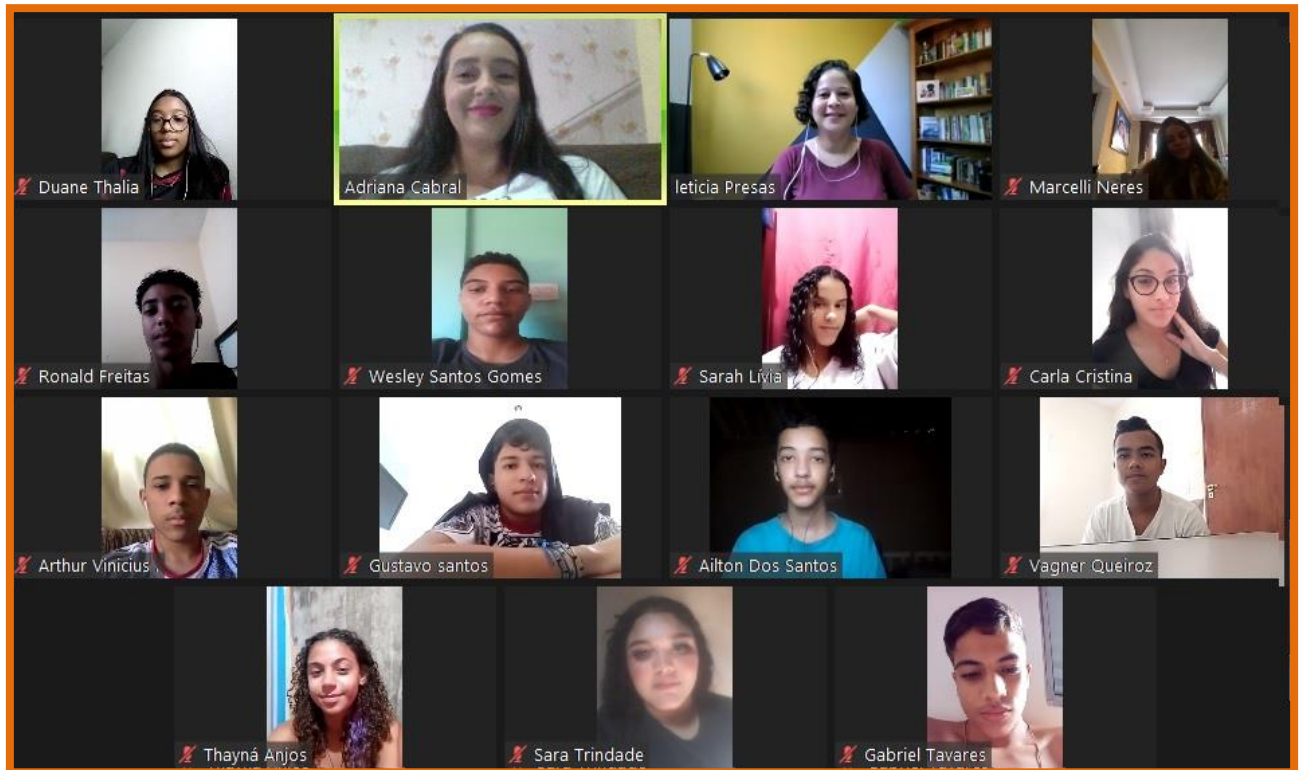 Duane Thalia
Adriana Cabral
leticia Presas
Marcelli Neres
Ronald Freitas
Wesley Santos Gomes
Sarah Livia
Carla Cristina
Arthur Vinicius
Gustavo santos
Ailton Dos Santos
Vagner Queiroz
Thayná Anjos
Sara Trindade
Gabriel Tavares